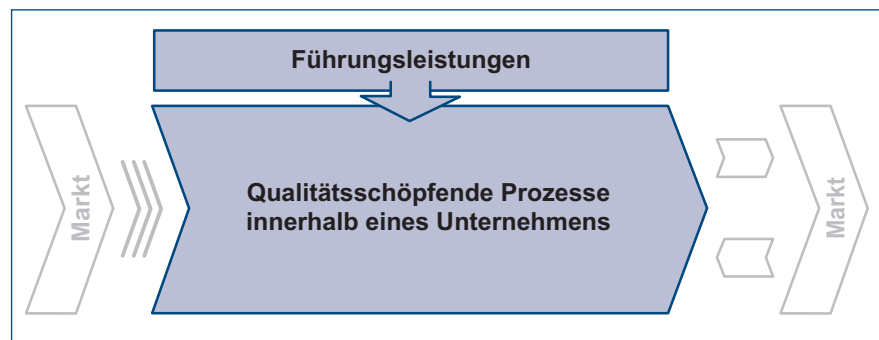 Führungsleistungen
Markt
Qualitätsschöpfende Prozesse
innerhalb eines Unternehmens
Markt